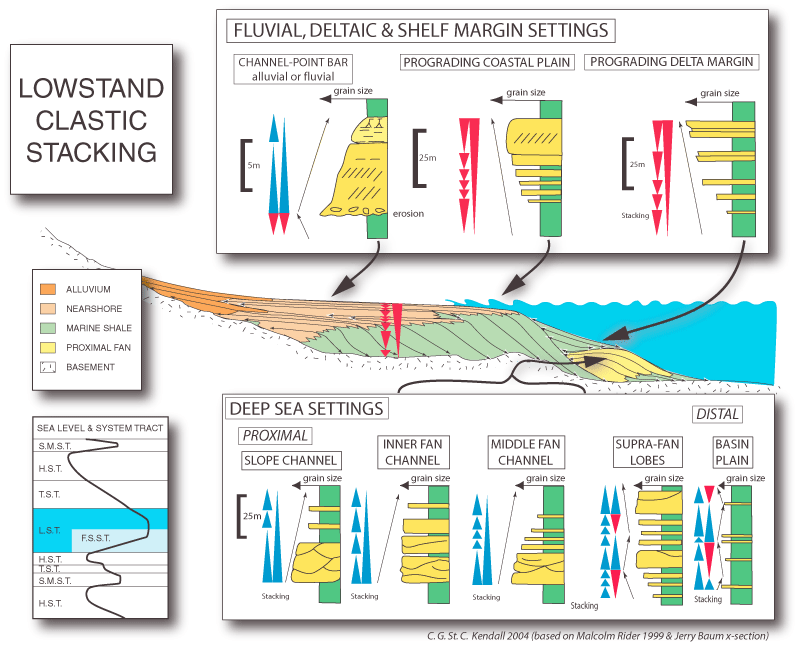 LOWSTAND
CLASTIC
STACKING
FLUVIAL, DELTAIC & SHELF MARGIN SETTINGS
CHANNEL-POINT BAR
alluvial or fluvial
grain size
5m
erosion
PROGRADING COASTAL PLAIN
grain size
25m
PROGRADING DELTA MARGIN
grain size
25m
Stacking
ALLUVIUM
NEARSHORE
MARINE SHALE
PROXIMAL FAN
BASEMENT
SEA LEVEL & SYSTEM TRACT
S.M.S.T.
H.S.T.
T.S.T.
L.S.T.
F.S.S.T.
H.S.T.
T.S.T.
S.M.S.T.
H.S.T.
DEEP SEA SETTINGS
PROXIMAL
DISTAL
SLOPE CHANNEL
grain size
25m
Stacking
INNER FAN
CHANNEL
grain size
Stacking
MIDDLE FAN
CHANNEL
grain size
Stacking
SUPRA-FAN
LOBES
grain size
Stacking
BASIN
PLAIN
grain size
Stacking
C. G. St. C. Kendall 2004 (based on Malcolm Rider 1999 & Jerry Baum x-section)